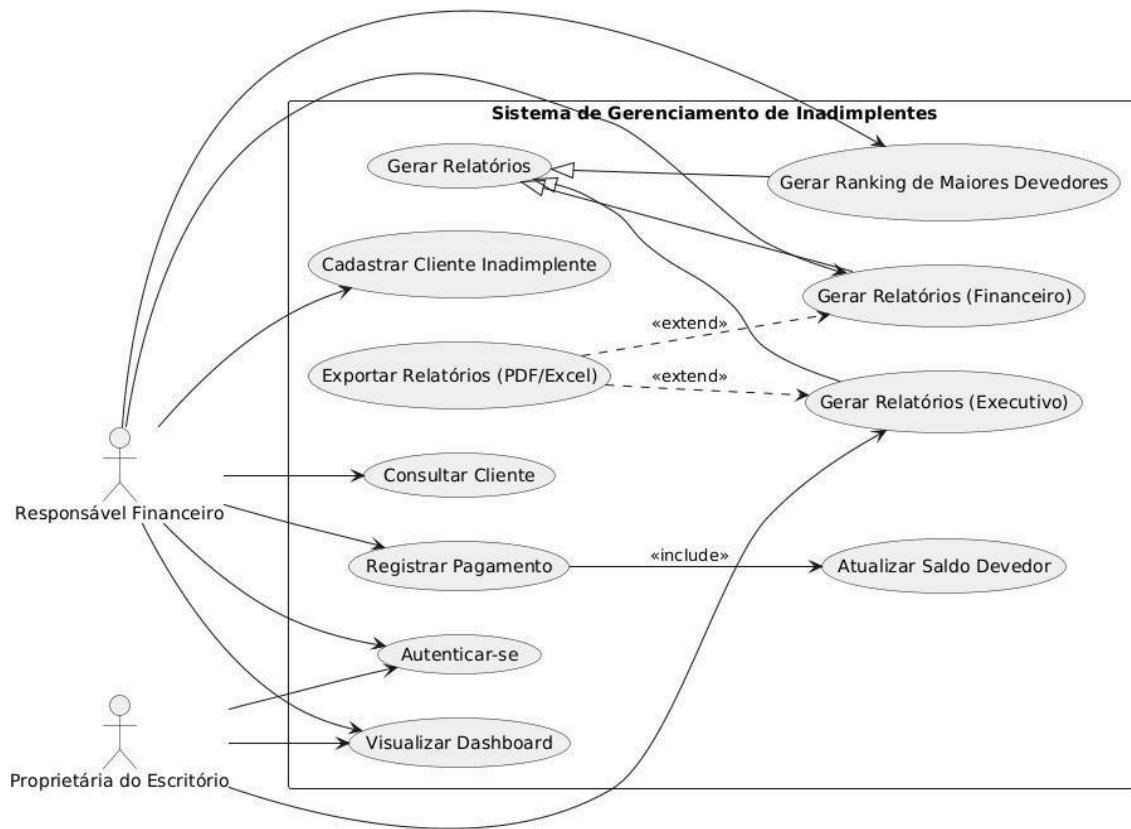 Sistema de Gerenciamento de Inadimplentes
Gerar Relatórios
Gerar Ranking de Maiores Devedores
Cadastrar Cliente Inadimplente
Gerar Relatórios (Financeiro)
«extend»
Exportar Relatórios (PDF/Excel)
«extend»
Gerar Relatórios (Executivo)
Consultar Cliente
Responsável Financeiro
«include»
Registrar Pagamento
Atualizar Saldo Devedor
Autenticar-se
Visualizar Dashboard
Proprietária do Escritório